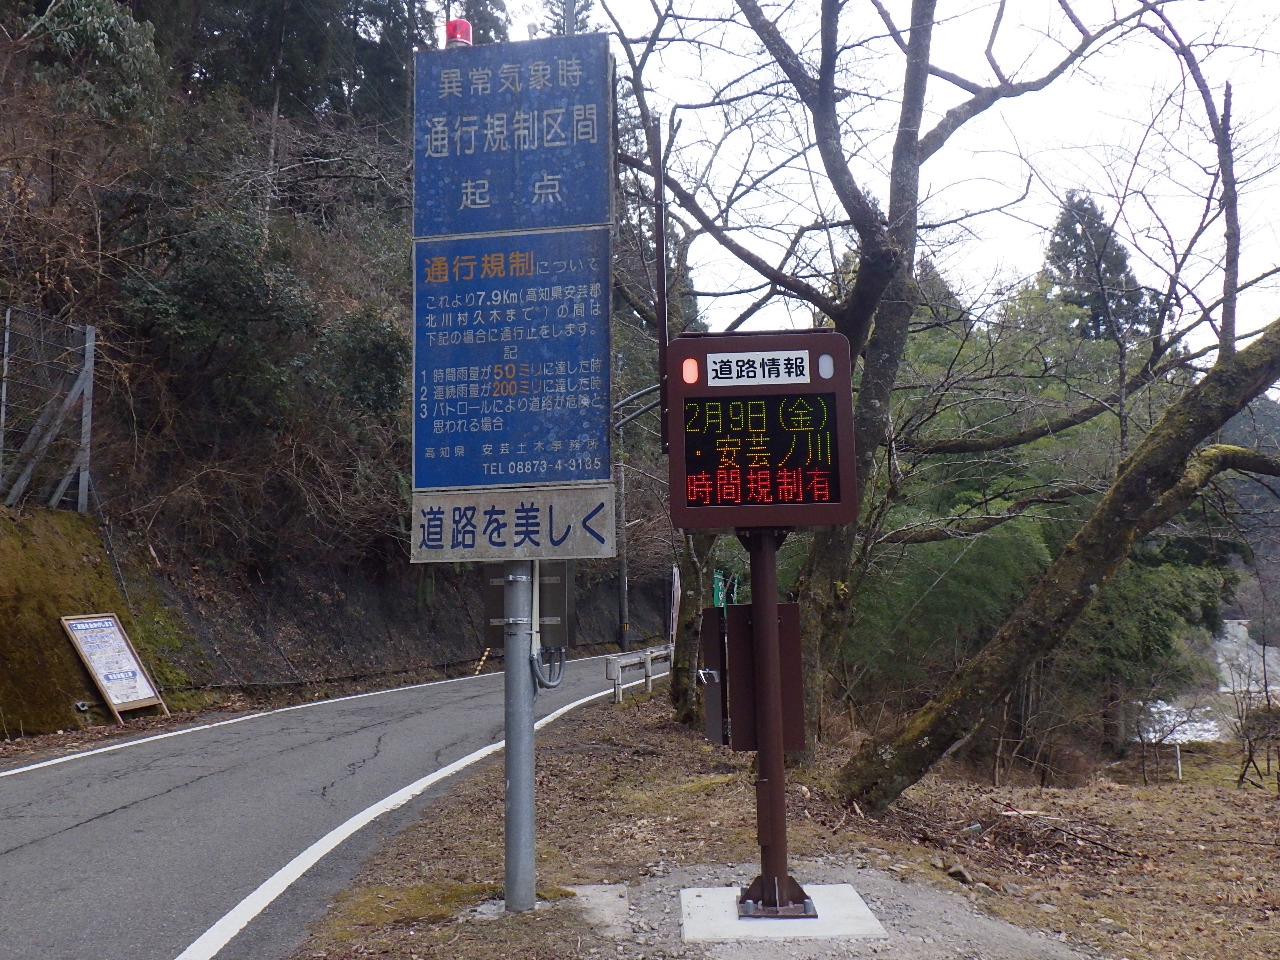 異常気象時
通行規制区間
起点
通行規制について
これより7.9Km(高知県安芸郡
北川村久木まで)の間は
下記の場合に通行止をします。
記
1 時間雨量が50ミリに達した時
2 連続雨量が200ミリに達した時
3 パトロールにより道路が危険と
思われる場合
高知県 安芸土木事務所
TEL 08873-4-3135
道路を美しく
道路情報
2月9日(金)
・安芸ノ川
時間規制有